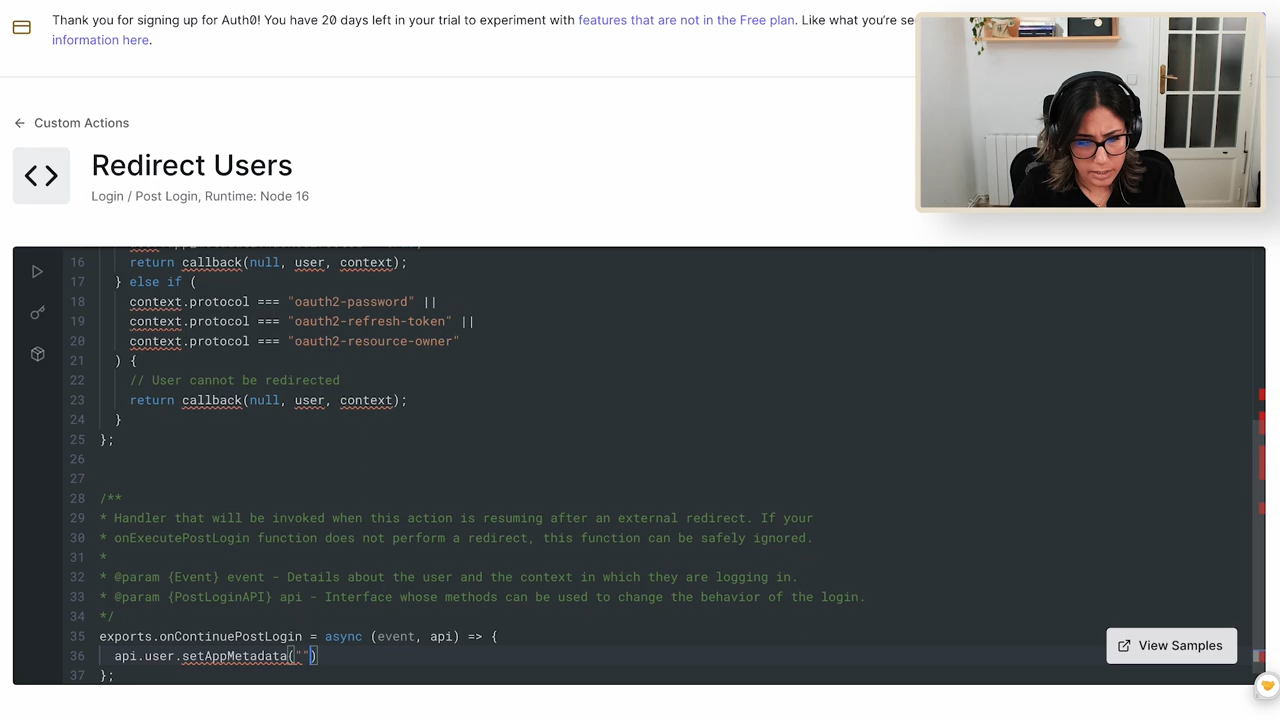 Thank you for signing up for Auth0! You have 20 days left in your trial to experiment with features that are not in the Free plan. Like what you're se
information here.
Custom Actions
Redirect Users
Login / Post Login, Runtime: Node 16
16 return callback(null, user, context);
17 } else if (
18 context.protocol === "oauth2-password" ||
19 context.protocol === "oauth2-refresh-token" ||
20 context.protocol === "oauth2-resource-owner"
21 ) {
22 // User cannot be redirected
23 return callback(null, user, context);
24 }
25 };
26
27
28 /**
29 * Handler that will be invoked when this action is resuming after an external redirect. If your
30 * onExecutePostLogin function does not perform a redirect, this function can be safely ignored.
31 *
32 * @param {Event} event - Details about the user and the context in which they are logging in.
33 * @param {PostLoginAPI} api - Interface whose methods can be used to change the behavior of the login.
34 */
35 exports.onContinuePostLogin = async (event, api) => {
36 api.user.setAppMetadata("")
37 };
View Samples